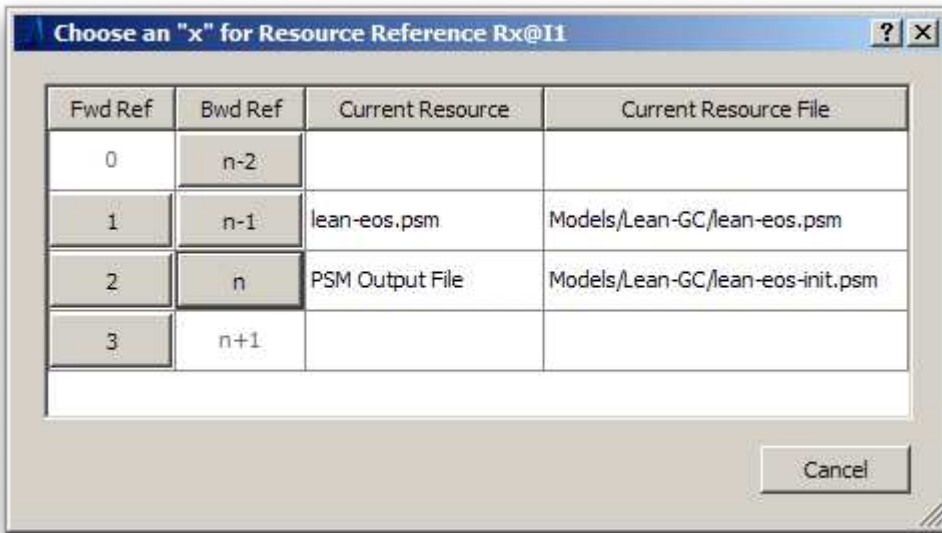 Choose an "x" for Resource Reference Rx@I1 ? X
Fwd Ref Bwd Ref Current Resource Current Resource File
0 n-2
1 n-1 lean-eos.psm Models/Lean-GC/lean-eos.psm
2 n PSM Output File Models/Lean-GC/lean-eos-init.psm
3 n+1
Cancel